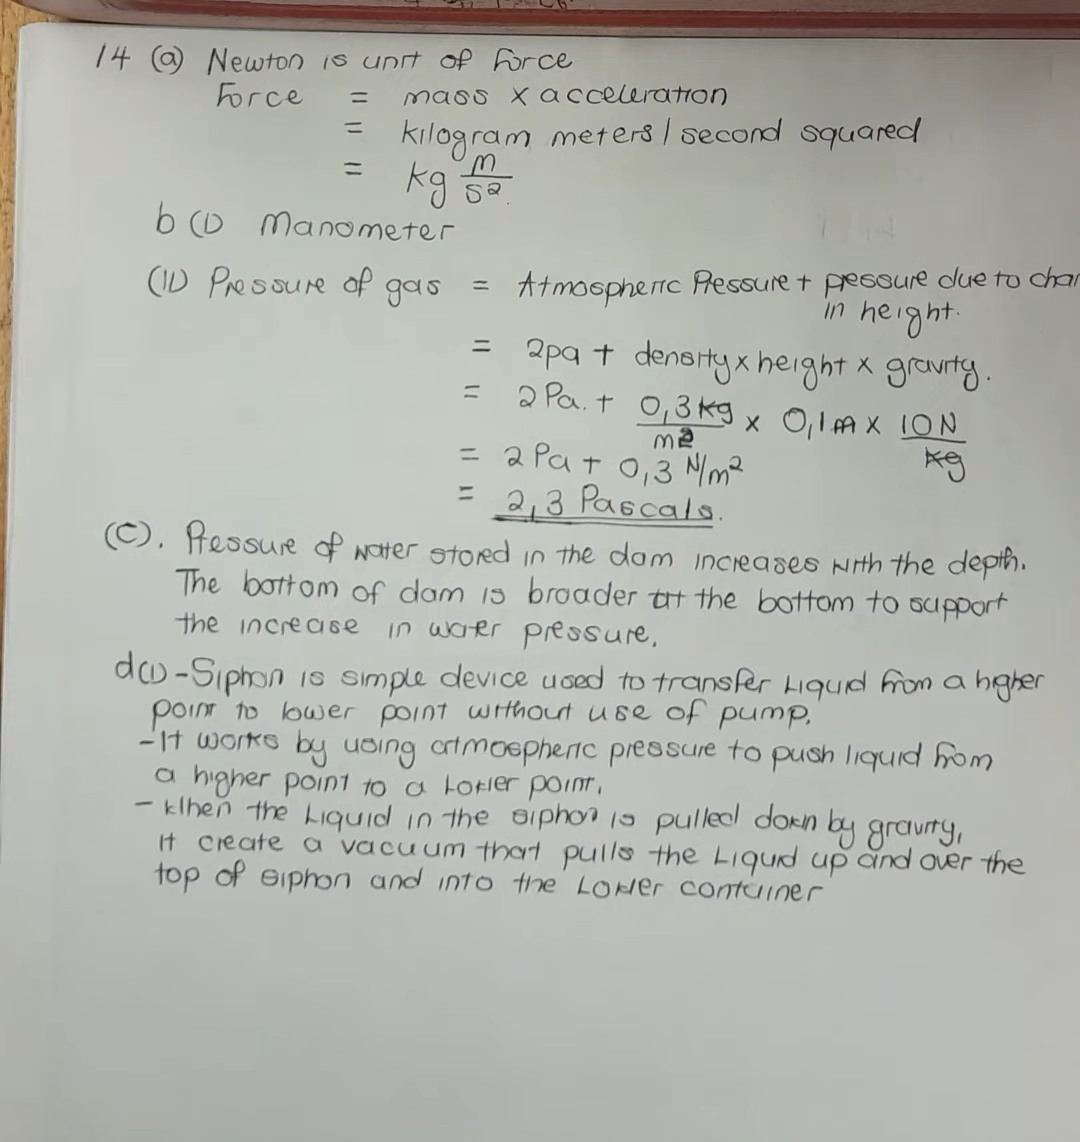 14 (a) Newton is unit of Force
Force = mass x acceleration
= kilogram meters / second squared
= kg m/s²
b (i) Manometer
(ii) Pressure of gas = Atmospheric Pressure + pressure due to
in height.
= 2pa + density x height x gravity.
= 2 Pa. + 0,3 kg/m² x 0,1m x 10 N/kg
= 2 Pa + 0,3 N/m²
= 2,3 Pascals.
(C). Pressure of water stored in the dam increases with the depth.
The bottom of dam is broader at the bottom to support
the increase in water pressure.
d(i) - Siphon is simple device used to transfer Liquid from a higher
point to lower point without use of pump.
- It works by using atmospheric pressure to push liquid from
a higher point to a Lower point.
- When the Liquid in the siphon is pulled down by gravity,
it create a vacuum that pulls the Liquid up and over the
top of siphon and into the Lower container